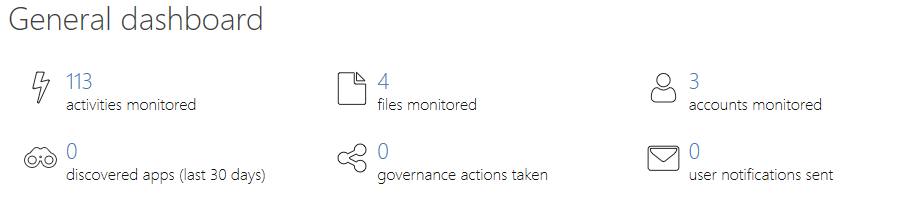 General dashboard
113
activities monitored
4
files monitored
3
accounts monitored
0
discovered apps (last 30 days)
0
governance actions taken
0
user notifications sent